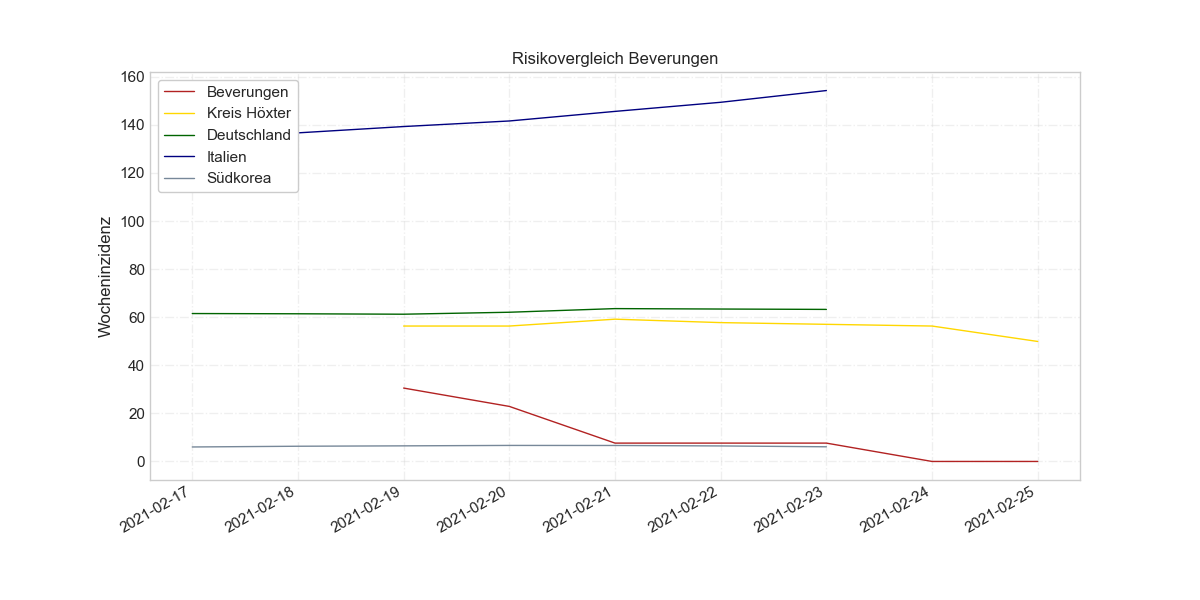 Risikovergleich Beverungen
160
140
120
100
80
60
40
20
0
Wocheninzidenz
Beverungen
Kreis Höxter
Deutschland
Italien
Südkorea
2021-02-17
2021-02-18
2021-02-19
2021-02-20
2021-02-21
2021-02-22
2021-02-23
2021-02-24
2021-02-25